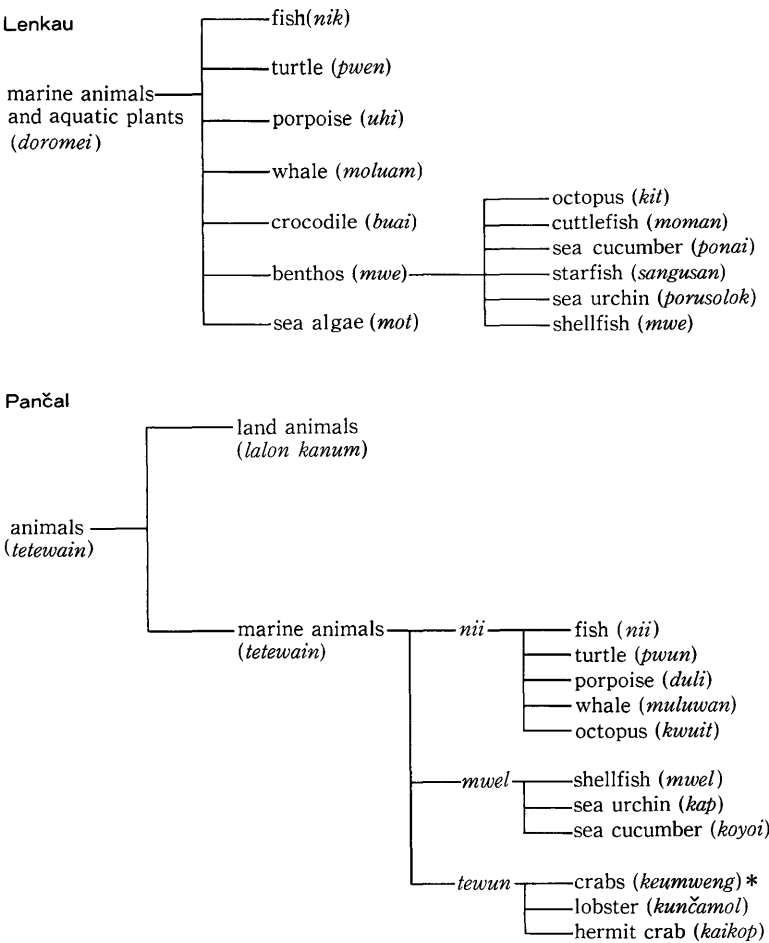 Lenkau
fish(nik)
turtle (pwen)
marine animals
and aquatic plants
(doromei)
porpoise (uhi)
whale (moluam)
crocodile (buai)
benthos (mwe)
sea algae (mot)
octopus (kit)
cuttlefish (moman)
sea cucumber (ponai)
starfish (sangusan)
sea urchin (porusolok)
shellfish (mwe)
Pančal
animals
(tetewain)
land animals
(lalon kanum)
marine animals
(tetewain)
nii
fish (nii)
turtle (pwun)
porpoise (duli)
whale (muluwan)
octopus (kwuit)
mwel
shellfish (mwel)
sea urchin (kap)
sea cucumber (koyoi)
tewun
crabs (keumweng)*
lobster (kunčamol)
hermit crab (kaikop)